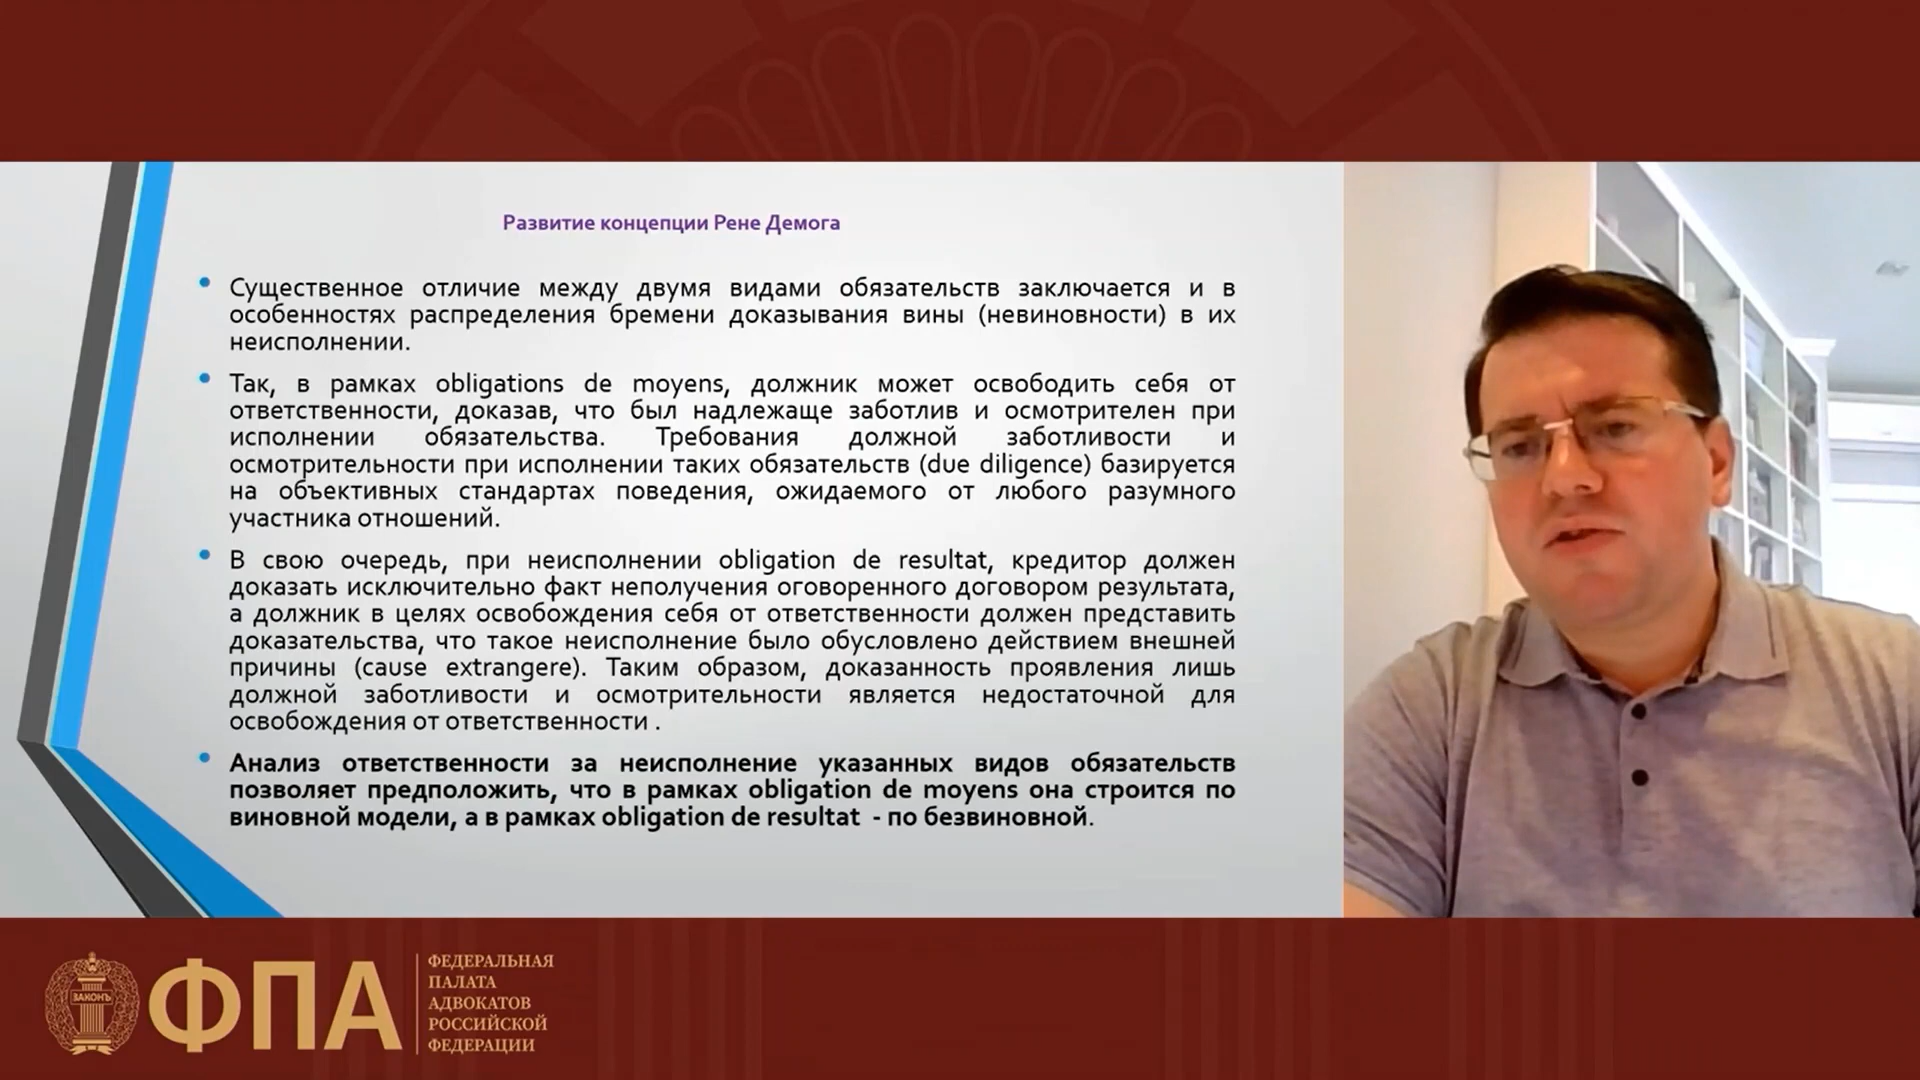 Развитие концепции Рене Демога
• Существенное отличие между двумя видами обязательств заключается и в
особенностях распределения бремени доказывания вины (невиновности) в их
неисполнении.
• Так, в рамках obligations de moyens, должник может освободить себя от
ответственности, доказав, что был надлежаще заботлив и осмотрителен при
исполнении обязательства. Требования должной заботливости и
осмотрительности при исполнении таких обязательств (due diligence) базируется
на объективных стандартах поведения, ожидаемого от любого разумного
участника отношений.
• В свою очередь, при неисполнении obligation de resultat, кредитор должен
доказать исключительно факт неполучения оговоренного договором результата,
а должник в целях освобождения себя от ответственности должен представить
доказательства, что такое неисполнение было обусловлено действием внешней
причины (cause extrangere). Таким образом, доказанность проявления лишь
должной заботливости и осмотрительности является недостаточной для
освобождения от ответственности .
• Анализ ответственности за неисполнение указанных видов обязательств
позволяет предположить, что в рамках obligation de moyens она строится по
виновной модели, а в рамках obligation de resultat - по безвиновной.
ЗАКОНЪ
ФПА
ФЕДЕРАЛЬНАЯ
ПАЛАТА
АДВОКАТОВ
РОССИЙСКОЙ
ФЕДЕРАЦИИ